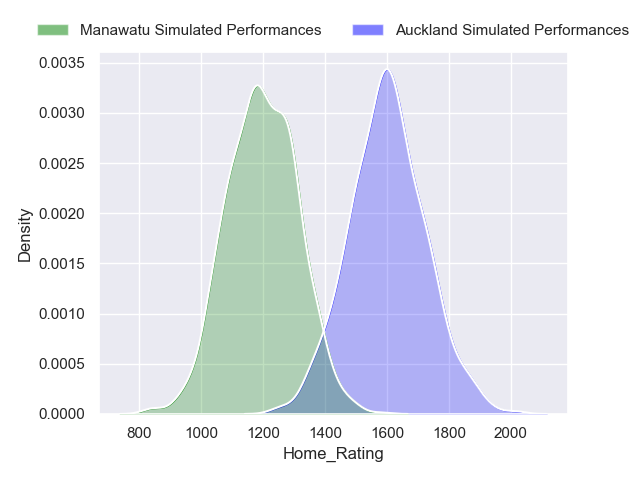 Manawatu Simulated Performances Auckland Simulated Performances
0.0035
0.0030
0.0025
0.0020
0.0015
0.0010
0.0005
0.0000
Density
800 1000 1200 1400 1600 1800 2000
Home_Rating